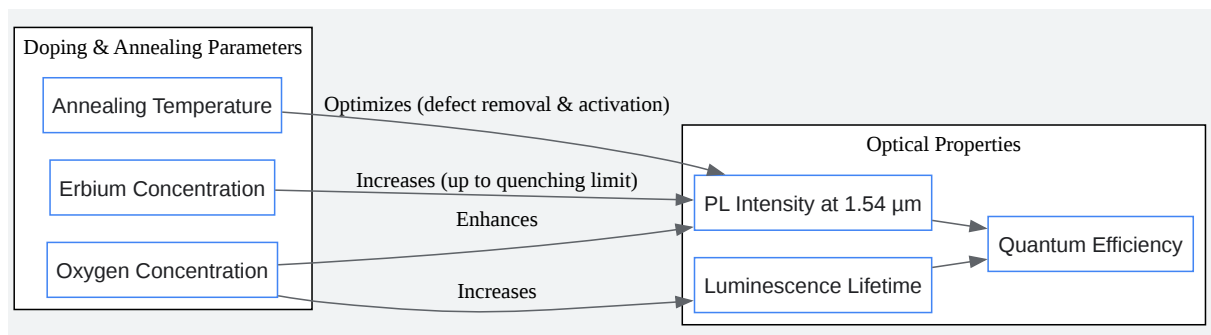 Doping & Annealing Parameters
Annealing Temperature
Optimizes (defect removal & activation)
Optical Properties
Erbium Concentration
Increases (up to quenching limit)
PL Intensity at 1.54 µm
Enhances
Quantum Efficiency
Oxygen Concentration
Increases
Luminescence Lifetime